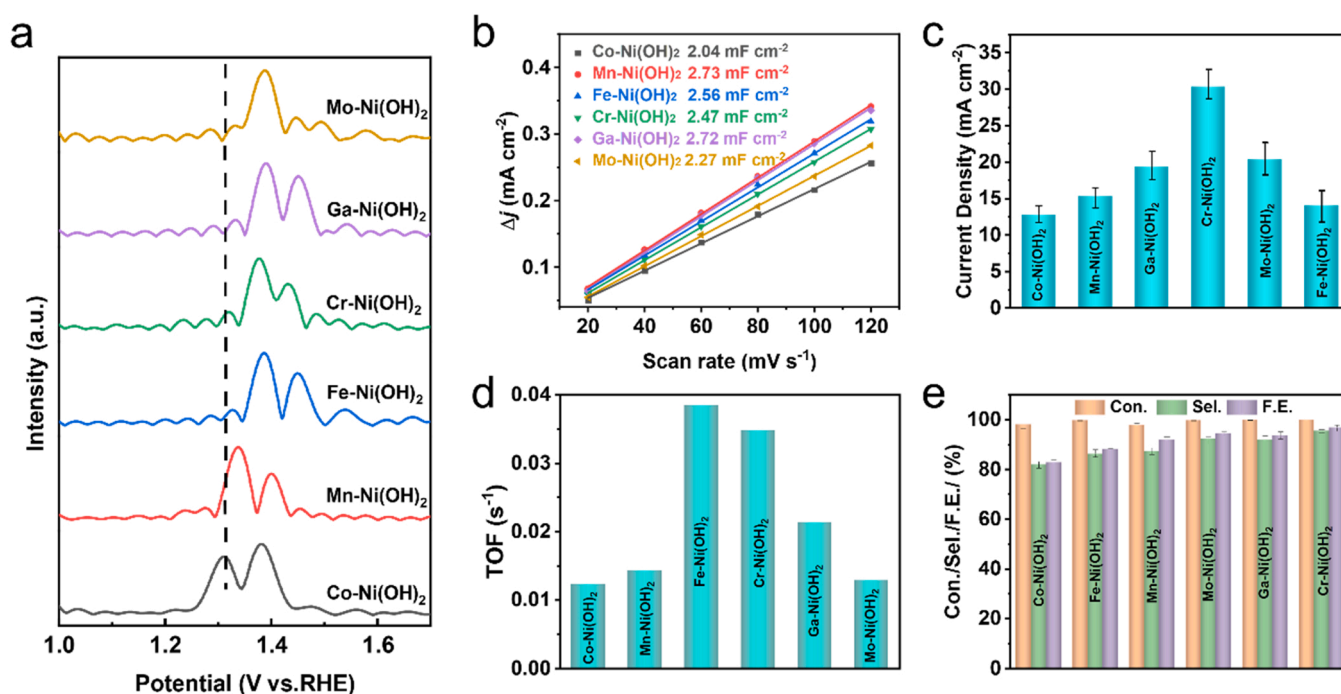 a
Mo-Ni(OH)2
Ga-Ni(OH)2
Cr-Ni(OH)2
Fe-Ni(OH)2
Mn-Ni(OH)2
Co-Ni(OH)2
Intensity (a.u.)
1.0 1.2 1.4 1.6
Potential (V vs.RHE)
b
Co-Ni(OH)2 2.04 mF cm-2
Mn-Ni(OH)2 2.73 mF cm-2
Fe-Ni(OH)2 2.56 mF cm-2
Cr-Ni(OH)2 2.47 mF cm-2
Ga-Ni(OH)2 2.72 mF cm-2
Mo-Ni(OH)2 2.27 mF cm-2
Δj (mA cm-2)
0.3
0.2
0.1
20 40 60 80 100 120
Scan rate (mV s-1)
c
Current Density (mA cm-2)
35
30
25
20
15
10
5
0
Co-Ni(OH)2
Mn-Ni(OH)2
Ga-Ni(OH)2
Cr-Ni(OH)2
Mo-Ni(OH)2
Fe-Ni(OH)2
d
TOF (s-1)
0.04
0.03
0.02
0.01
0.00
Co-Ni(OH)2
Mn-Ni(OH)2
Fe-Ni(OH)2
Cr-Ni(OH)2
Ga-Ni(OH)2
Mo-Ni(OH)2
e
Con./Sel./F.E./ (%)
Con. Sel. F.E.
100
80
60
40
20
0
Co-Ni(OH)2
Fe-Ni(OH)2
Mn-Ni(OH)2
Mo-Ni(OH)2
Ga-Ni(OH)2
Cr-Ni(OH)2